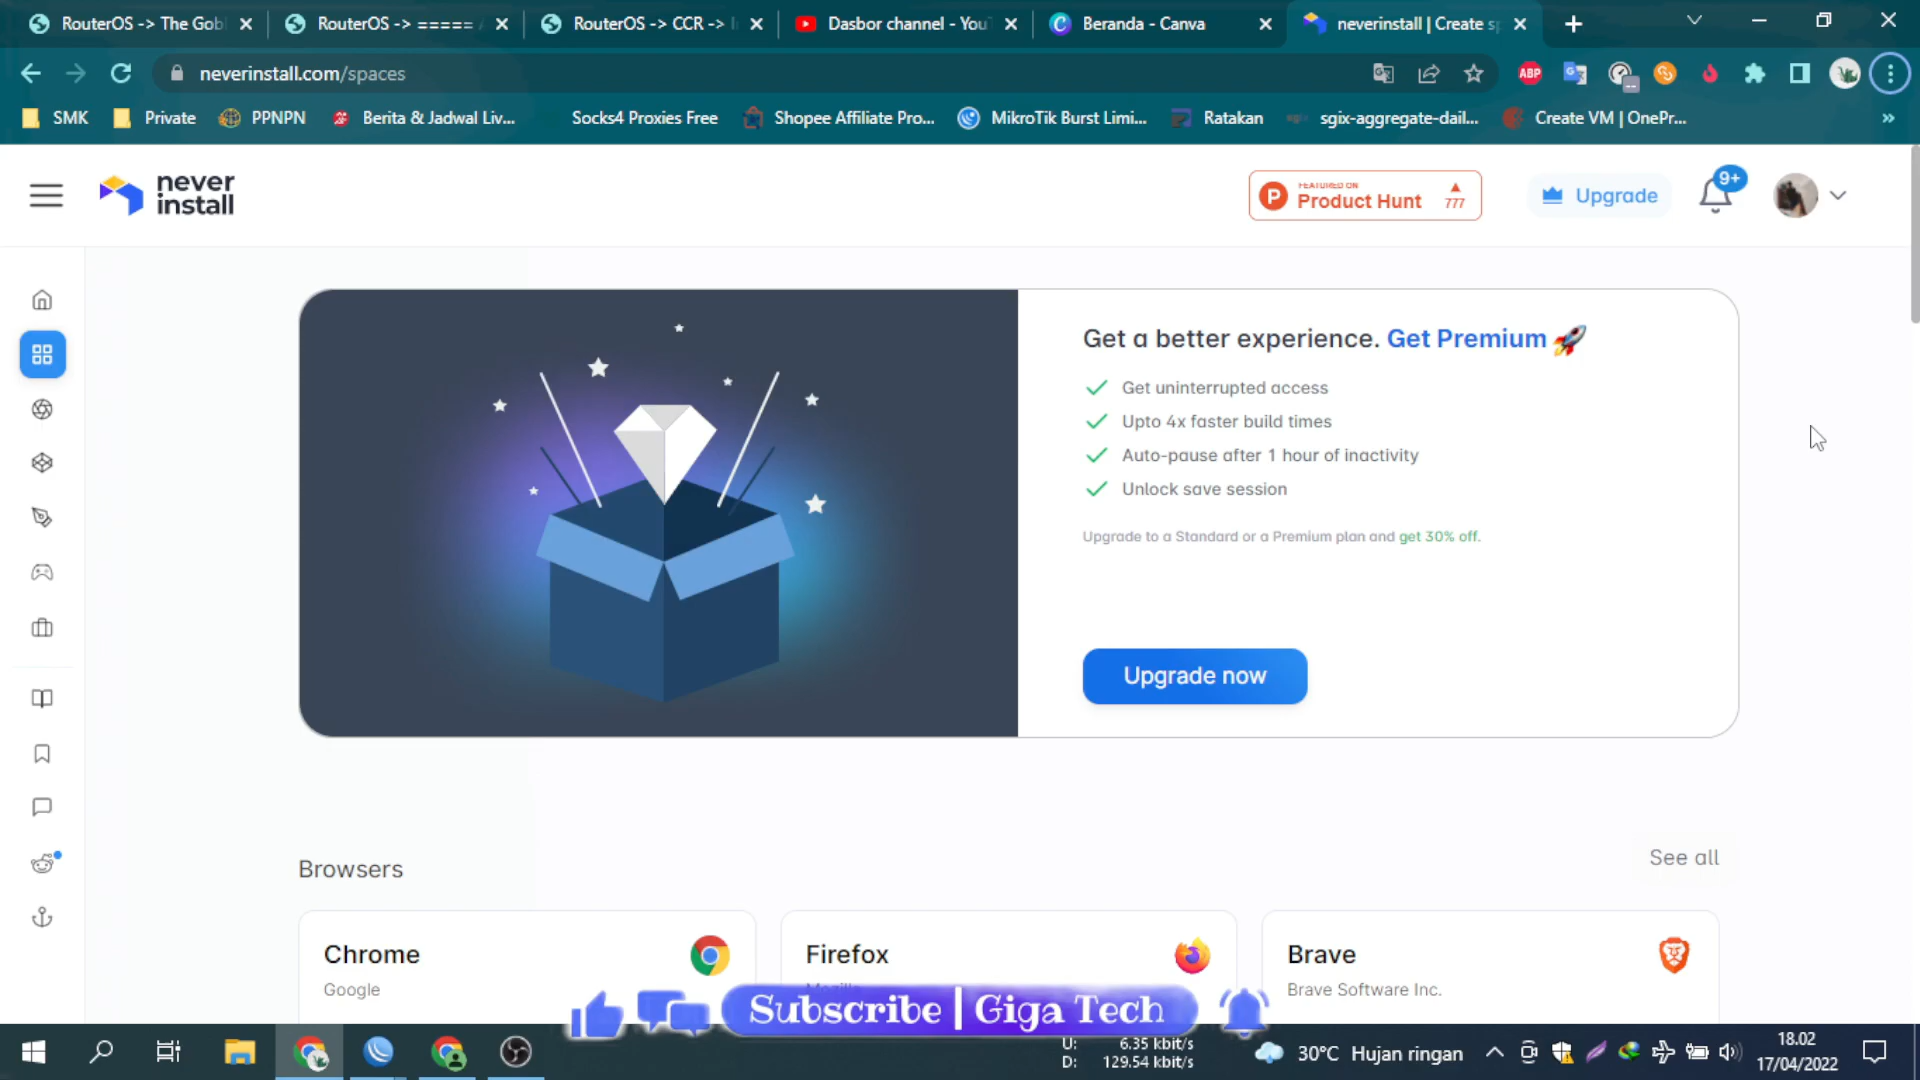 RouterOS -> The Gobl
RouterOS -> =====
RouterOS -> CCR -> I
Dasbor channel - You
Beranda - Canva
neverinstall | Create sp
neverinstall.com/spaces
ABP
SMK
Private
PPNPN
Berita & Jadwal Liv...
Socks4 Proxies Free
Shopee Affiliate Pro...
MikroTik Burst Limi...
Ratakan
sgix-aggregate-dail...
Create VM | OnePr...
never
install
FEATURED ON
Product Hunt
777
Upgrade
9+
Get a better experience. Get Premium
Get uninterrupted access
Upto 4x faster build times
Auto-pause after 1 hour of inactivity
Unlock save session
Upgrade to a Standard or a Premium plan and get 30% off.
Upgrade now
Browsers
See all
Chrome
Google
Firefox
Brave
Brave Software Inc.
Subscribe | Giga Tech
U: 6.35 kbit/s
D: 129.54 kbit/s
30°C Hujan ringan
18.02
17/04/2022